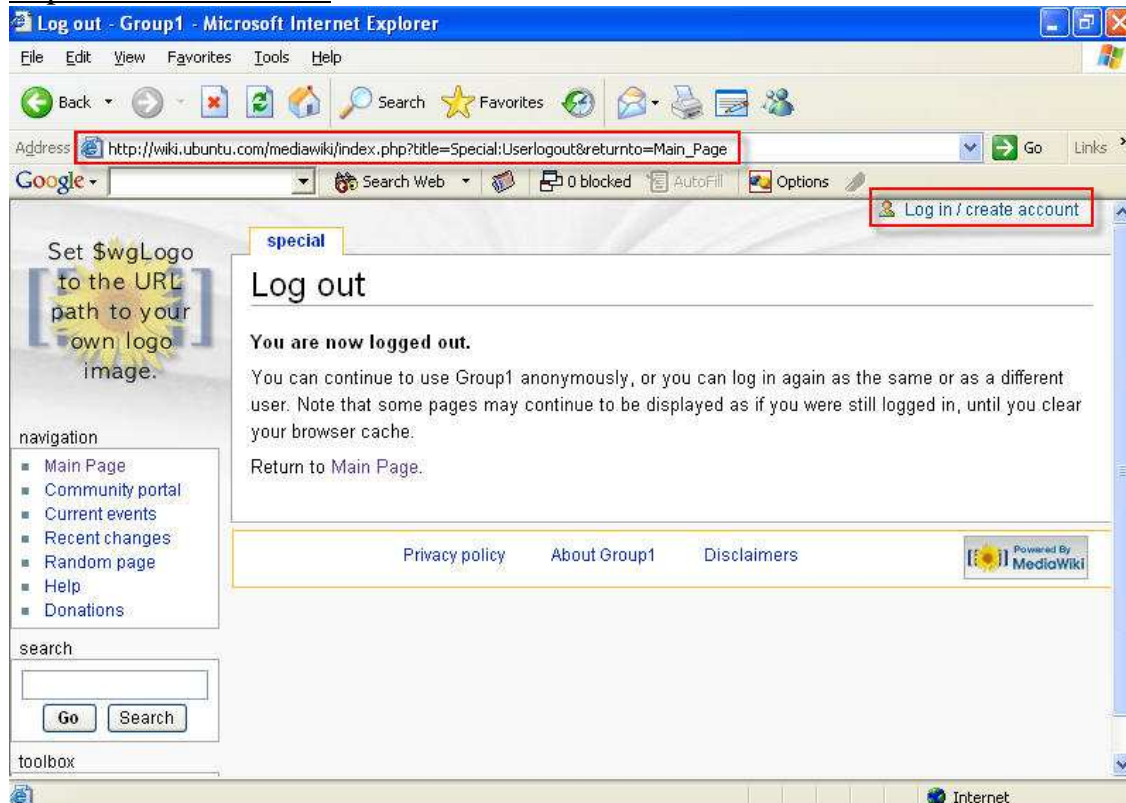 Log out - Group1 - Microsoft Internet Explorer
File Edit View Favorites Tools Help
Back Search Favorites
Address http://wiki.ubuntu.com/mediawiki/index.php?title=Special:Userlogout&returnto=Main_Page Go Links
Google Search Web 0 blocked AutoFill Options
Log in / create account
Set $wgLogo
to the URL
path to your
own logo
image.
special
Log out
You are now logged out.
You can continue to use Group1 anonymously, or you can log in again as the same or as a different
user. Note that some pages may continue to be displayed as if you were still logged in, until you clear
your browser cache.
Return to Main Page.
navigation
Main Page
Community portal
Current events
Recent changes
Random page
Help
Donations
Privacy policy About Group1 Disclaimers
Powered By
MediaWiki
search
Go Search
toolbox
Internet